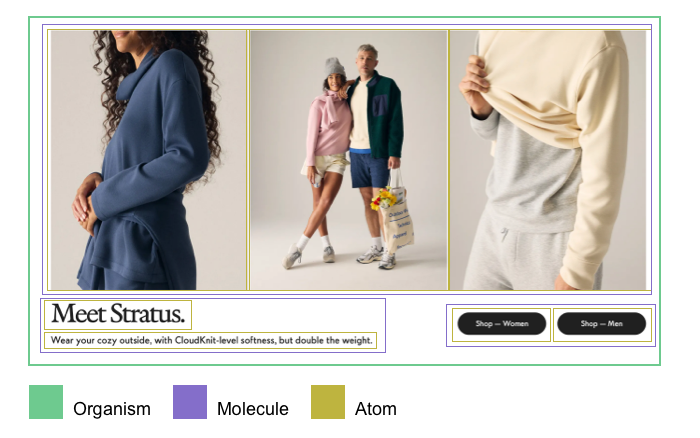 Meet Stratus.
Wear your cozy outside, with CloudKnit-level softness, but double the weight.
Shop — Women
Shop — Men
Organism
Molecule
Atom